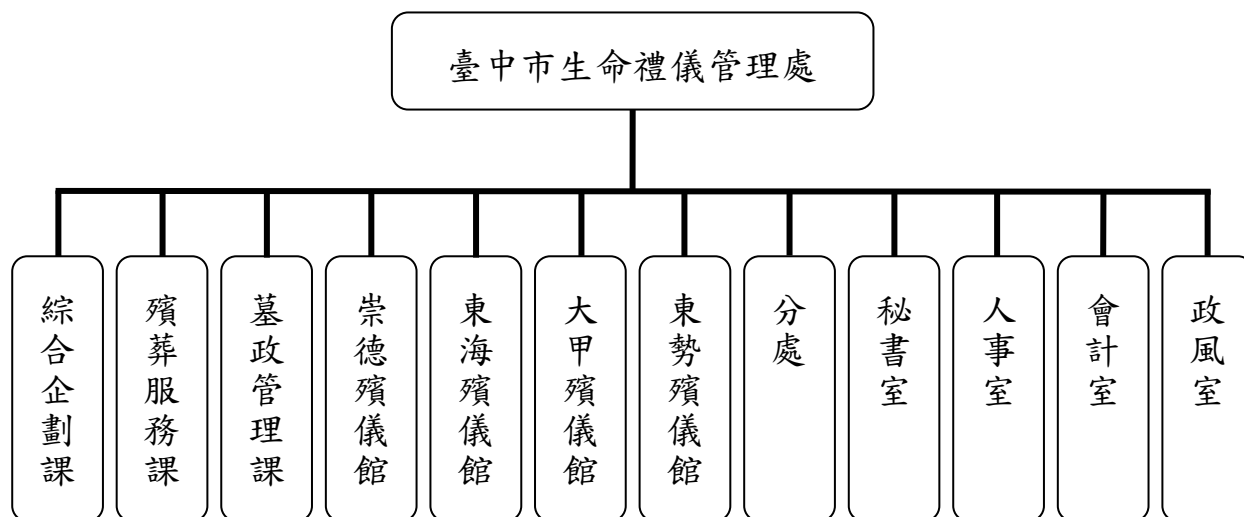 臺中市生命禮儀管理處
綜合企劃課
殯葬服務課
墓政管理課
崇德殯儀館
東海殯儀館
大甲殯儀館
東勢殯儀館
分處
秘書室
人事室
會計室
政風室